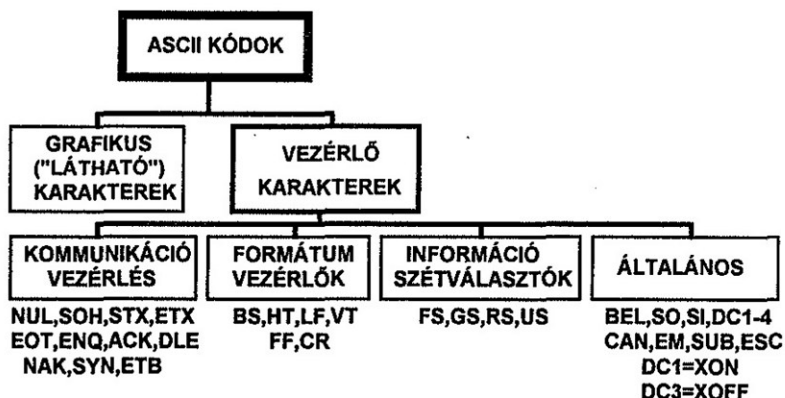 ASCII KÓDOK
GRAFIKUS
("LÁTHATÓ")
KARAKTEREK
VEZÉRLŐ
KARAKTEREK
KOMMUNIKÁCIÓ
VEZÉRLÉS
NUL,SOH,STX,ETX
EOT,ENQ,ACK,DLE
NAK,SYN,ETB
FORMÁTUM
VEZÉRLŐK
BS,HT,LF,VT
FF,CR
INFORMÁCIÓ
SZÉTVÁLASZTÓK
FS,GS,RS,US
ÁLTALÁNOS
BEL,SO,SI,DC1-4
CAN,EM,SUB,ESC
DC1=XON
DC3=XOFF